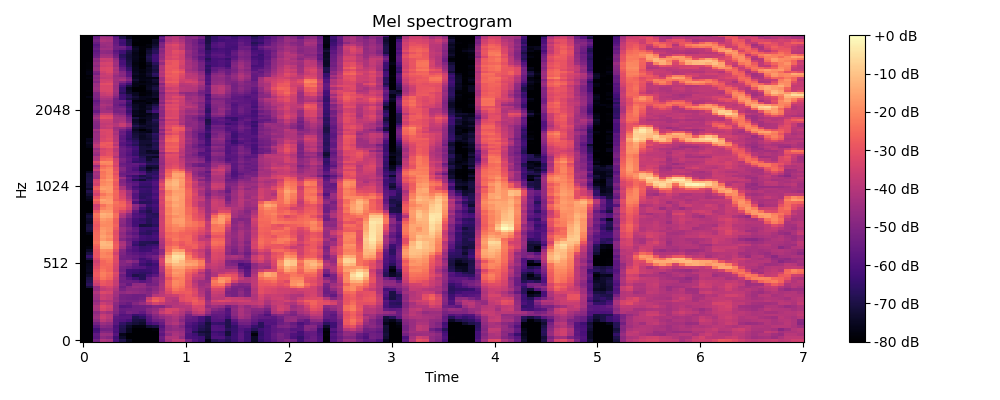 Mel spectrogram
+0 dB
-10 dB
-20 dB
-30 dB
-40 dB
-50 dB
-60 dB
-70 dB
-80 dB
2048
1024
512
0
Hz
0 1 2 3 4 5 6 7
Time